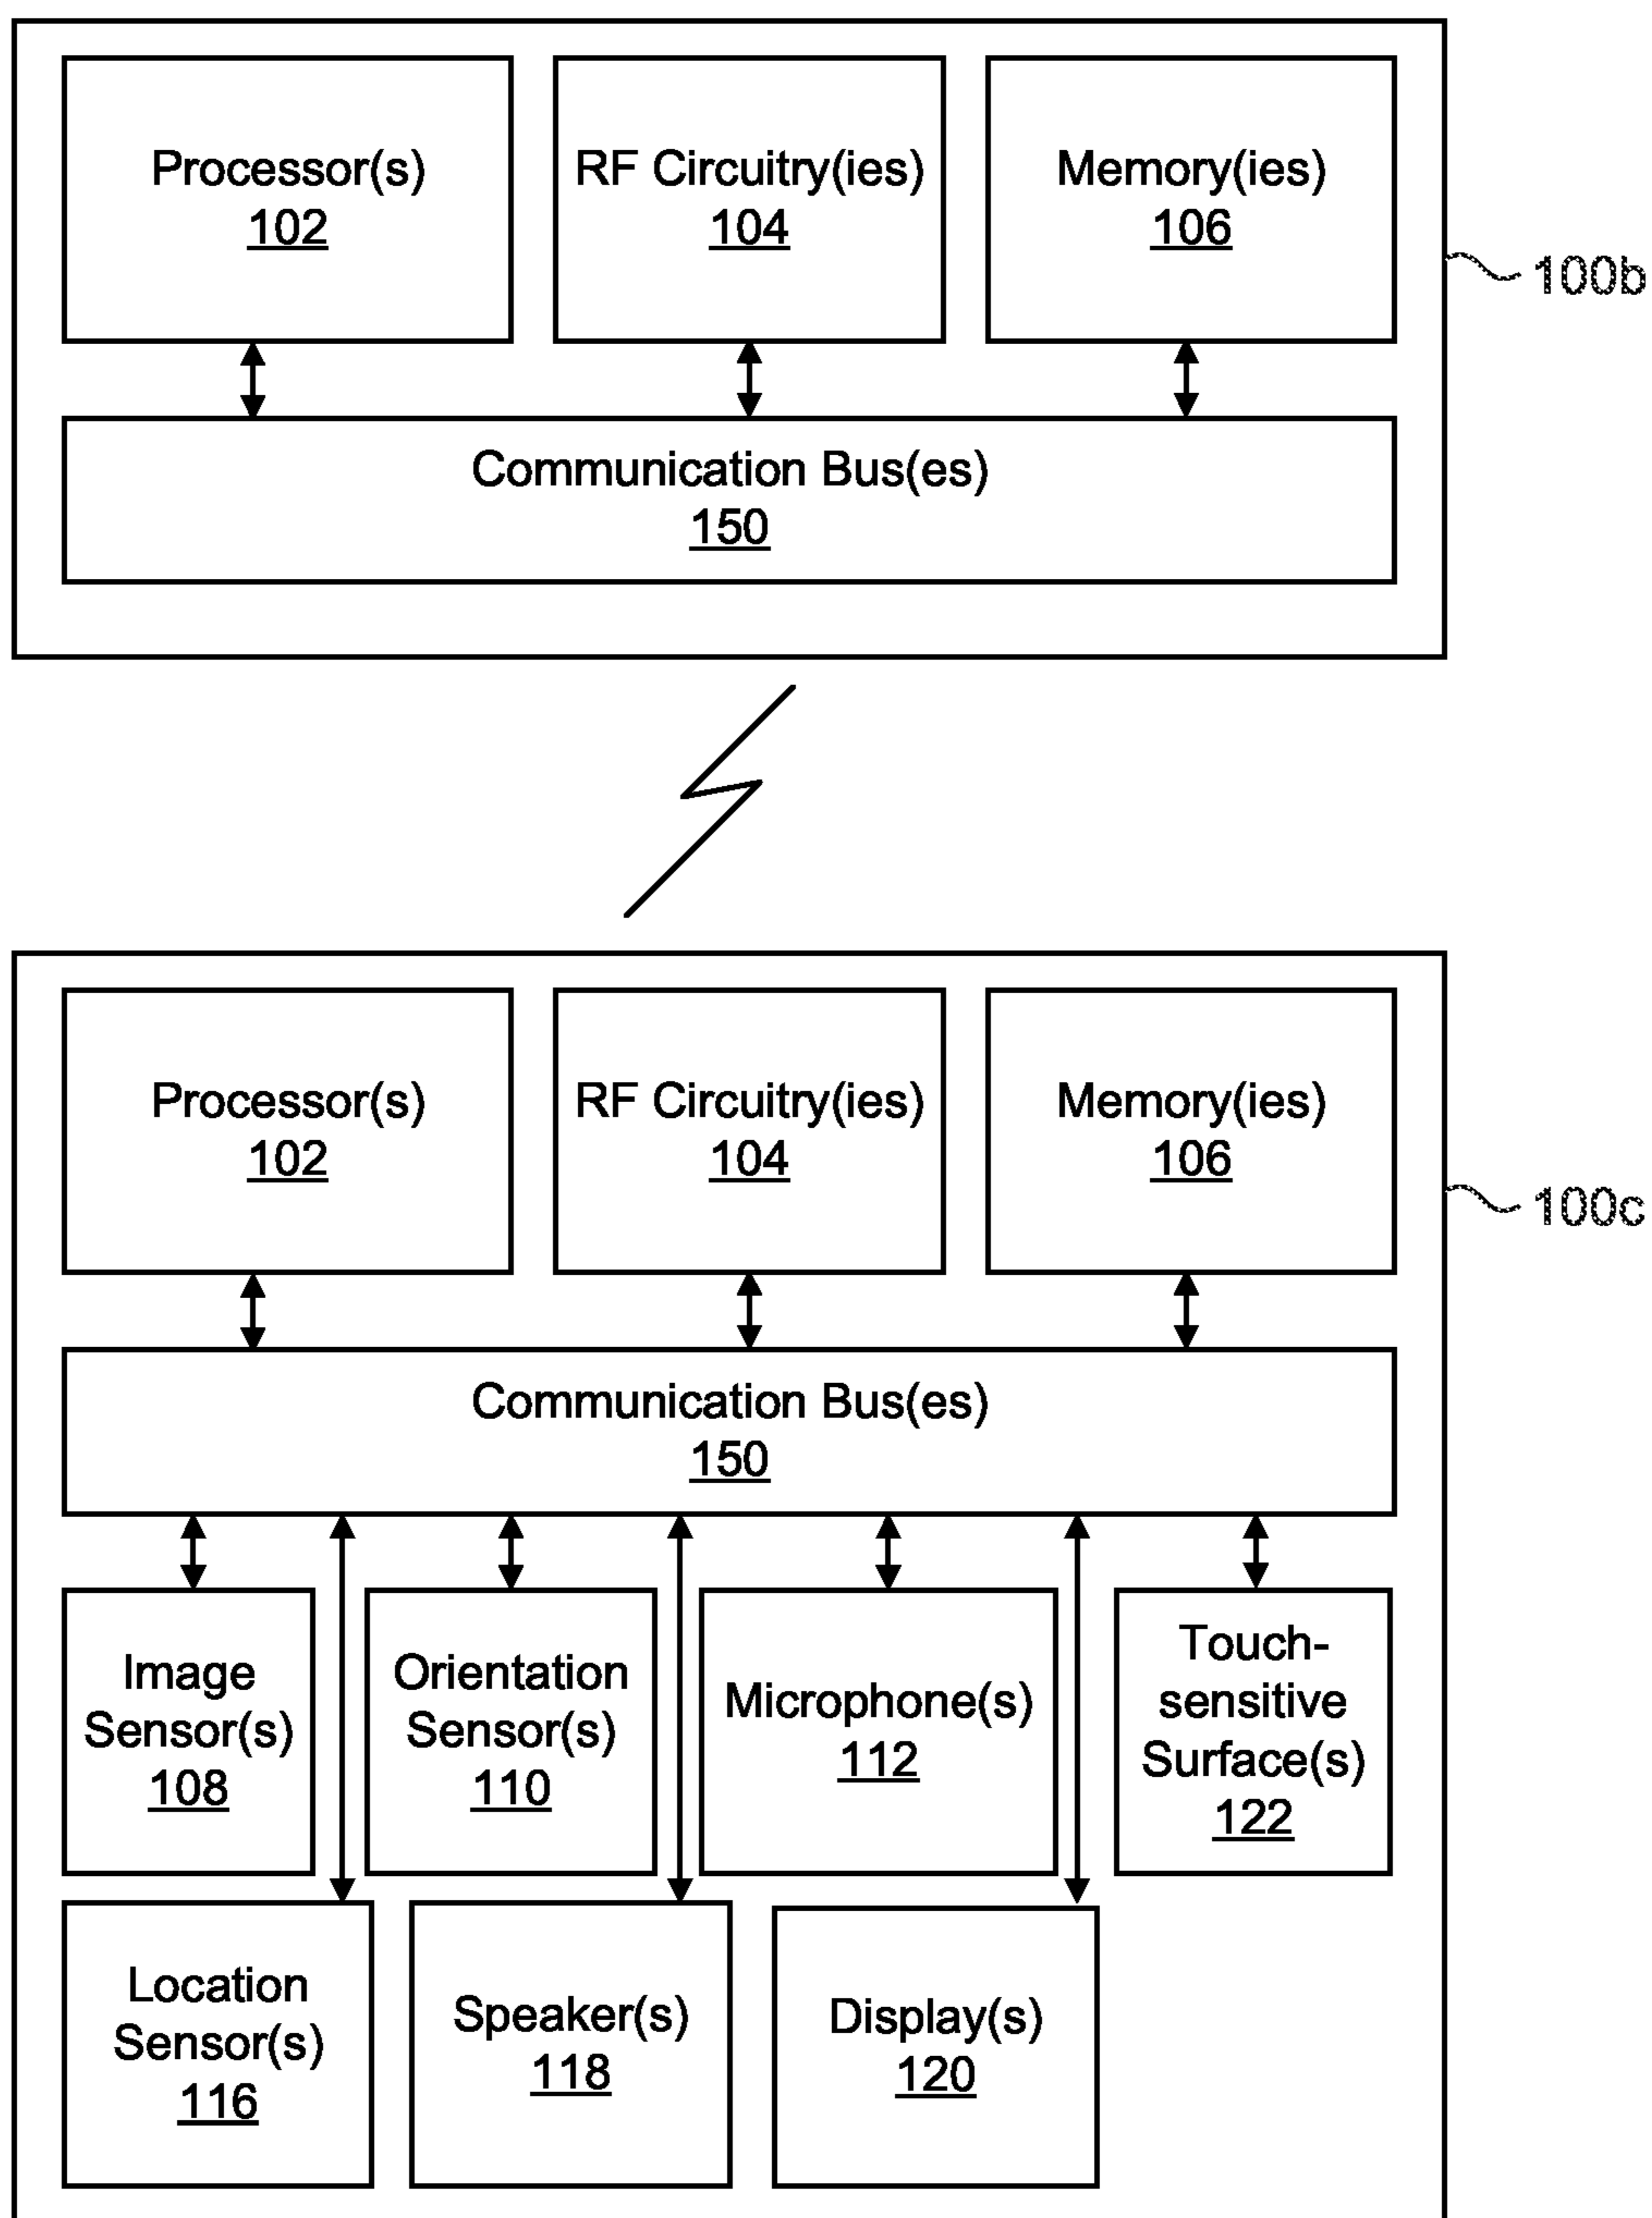 Processor(s)
102
RF Circuitry(ies)
104
Memory(ies)
106
100b
Communication Bus(es)
150
Processor(s)
102
RF Circuitry(ies)
104
Memory(ies)
106
100c
Communication Bus(es)
150
Image
Sensor(s)
108
Orientation
Sensor(s)
110
Microphone(s)
112
Touch-
sensitive
Surface(s)
122
Location
Sensor(s)
116
Speaker(s)
118
Display(s)
120